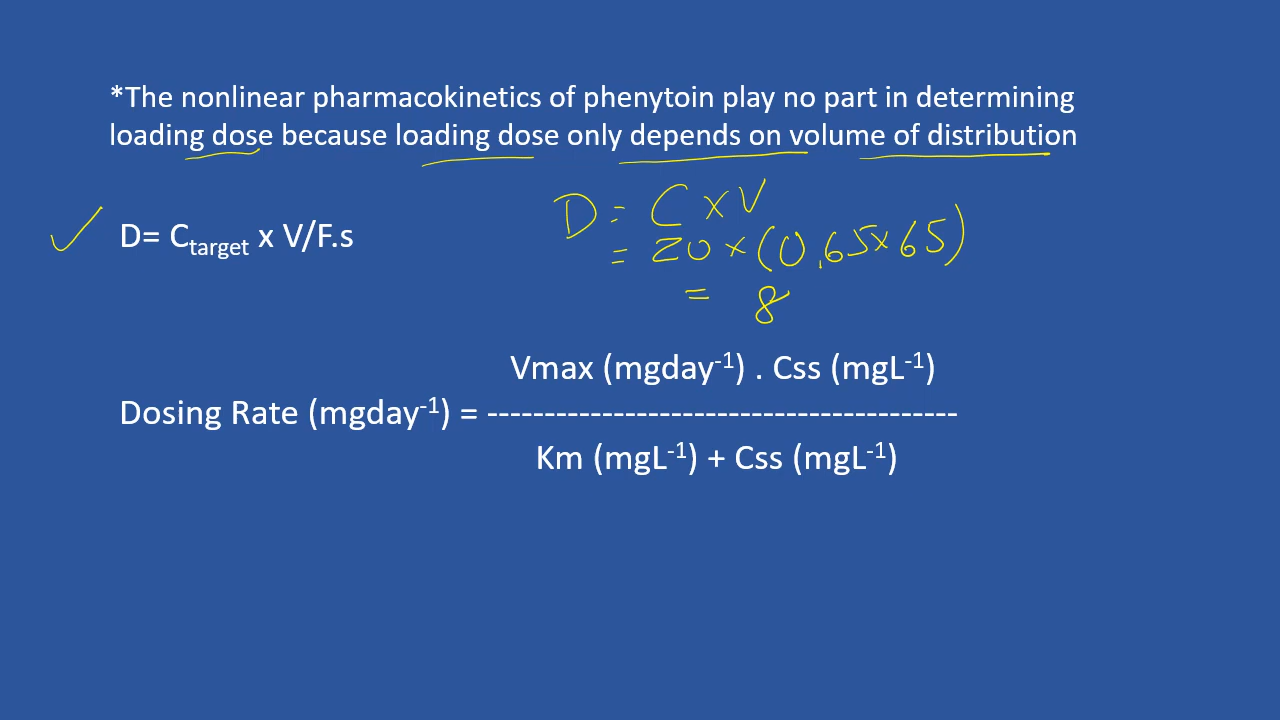 *The nonlinear pharmacokinetics of phenytoin play no part in determining
loading dose because loading dose only depends on volume of distribution
D = C x V
D= Ctarget x V/F.s
= 20 x (0.65x65)
= 8
Vmax (mgday-1) . Css (mgL-1)
Dosing Rate (mgday-1) = -----------------------------------------
Km (mgL-1) + Css (mgL-1)